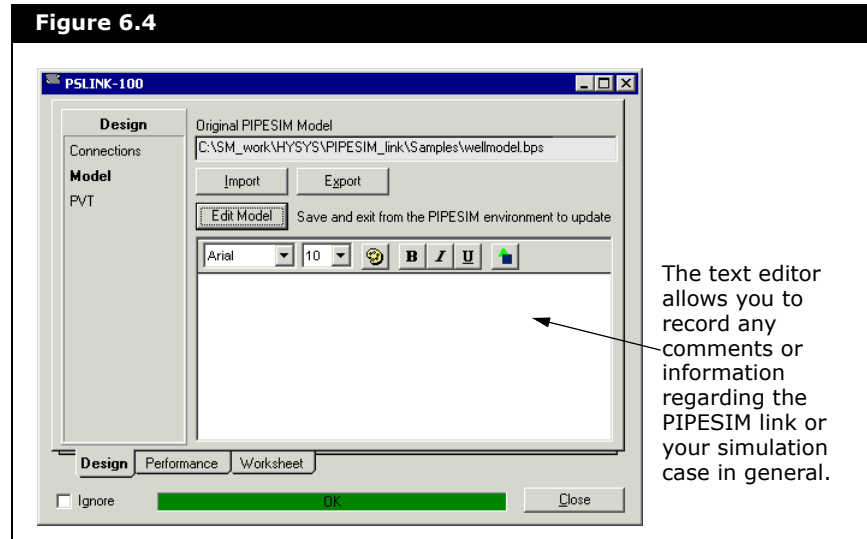 Figure 6.4
PSLINK-100
Design
Connections
Model
PVT
Original PIPESIM Model
C:\SM_work\HYSYS\PIPESIM_link\Samples\wellmodel.bps
Import Export
Edit Model Save and exit from the PIPESIM environment to update
Arial 10 B I U
Design Performance Worksheet
Ignore OK Close
The text editor
allows you to
record any
comments or
information
regarding the
PIPESIM link or
your simulation
case in general.